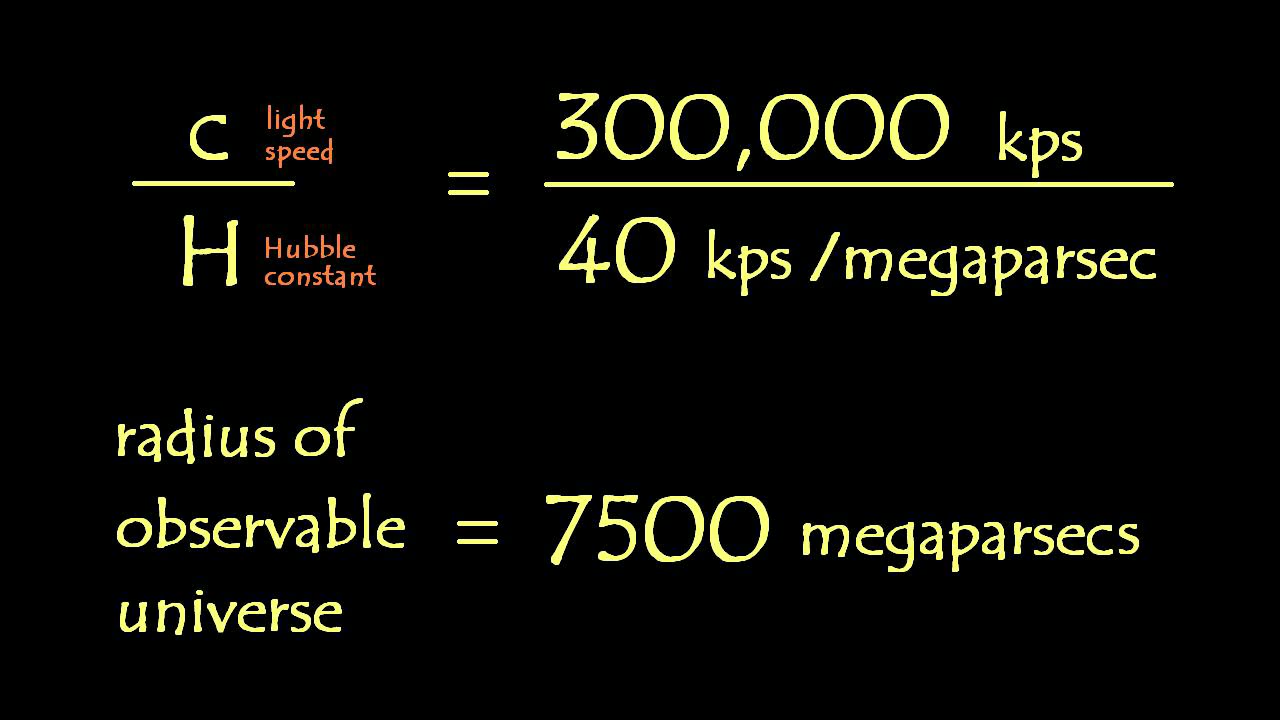 c light speed = 300,000 kps
H Hubble constant 40 kps /megaparsec
radius of
observable = 7500 megaparsecs
universe